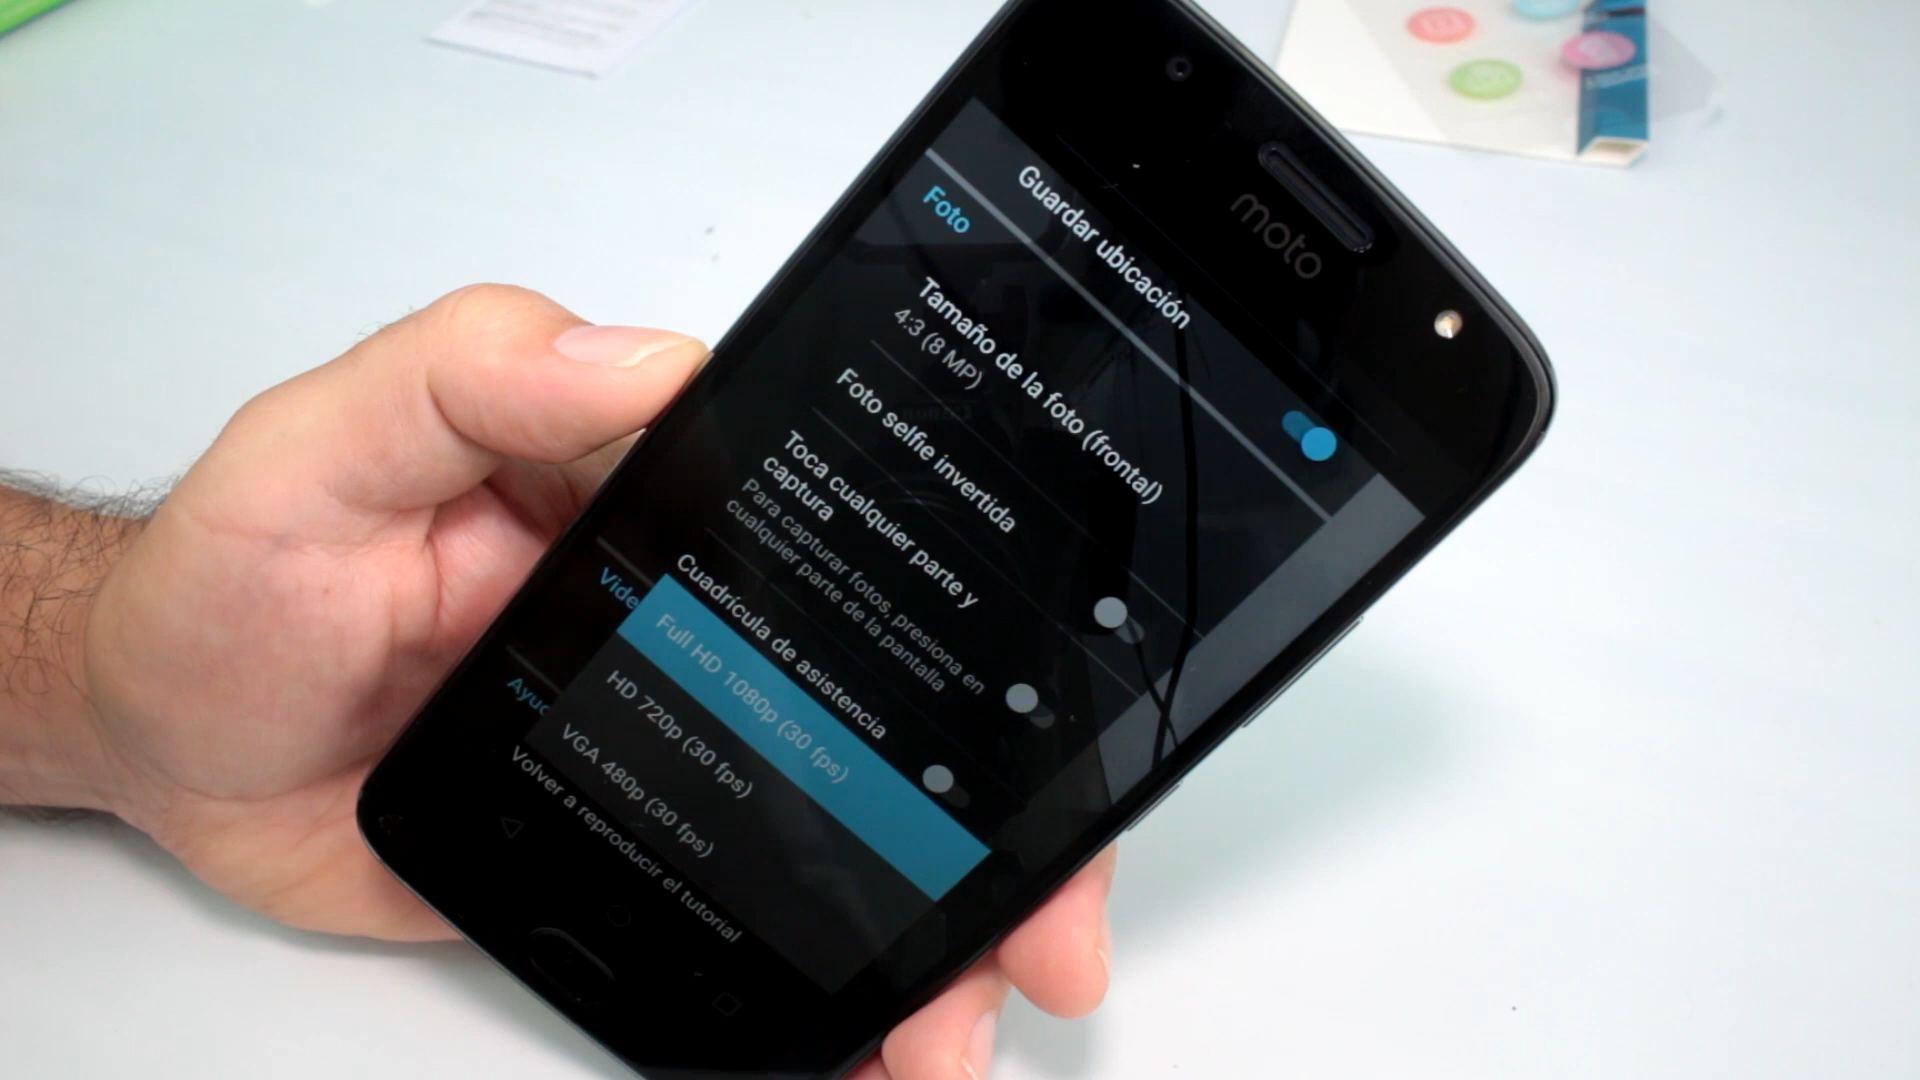 moto
Guardar ubicación
Foto
Tamaño de la foto (frontal)
4:3 (8 MP)
Foto selfie invertida
Toca cualquier parte y
captura
Para capturar fotos, presiona en
cualquier parte de la pantalla
Cuadrícula de asistencia
Vide
Full HD 1080p (30 fps)
HD 720p (30 fps)
Ayuc
VGA 480p (30 fps)
Volver a reproducir el tutorial